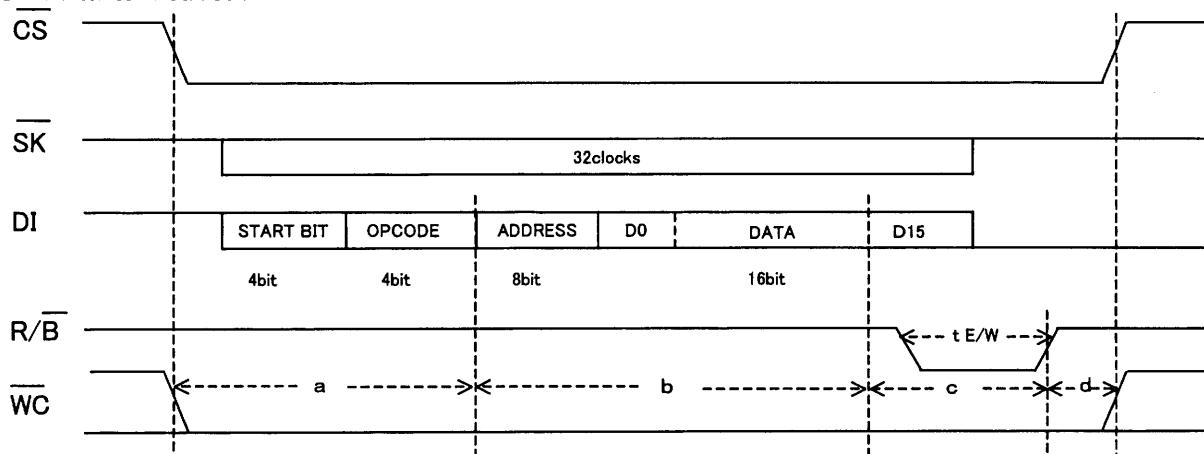 CS
SK
32clocks
DI START BIT OPCODE ADDRESS D0 DATA D15
4bit 4bit 8bit 16bit
R/B
t E/W
WC
a b c d